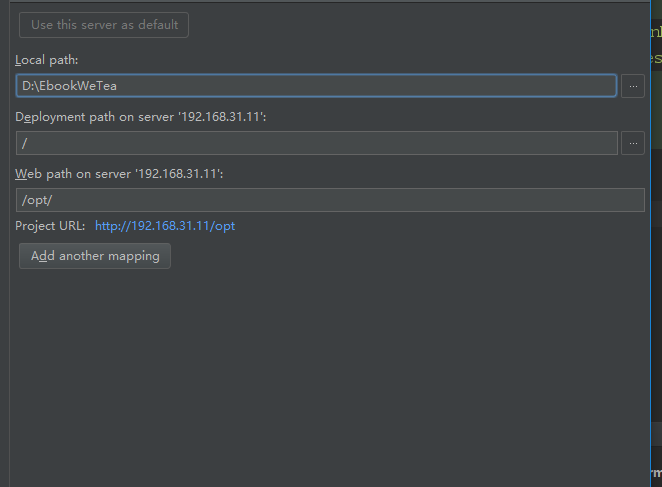 Use this server as default
Local path:
D:\EbookWeTea
...
Deployment path on server '192.168.31.11':
/
...
Web path on server '192.168.31.11':
/opt/
Project URL: http://192.168.31.11/opt
Add another mapping